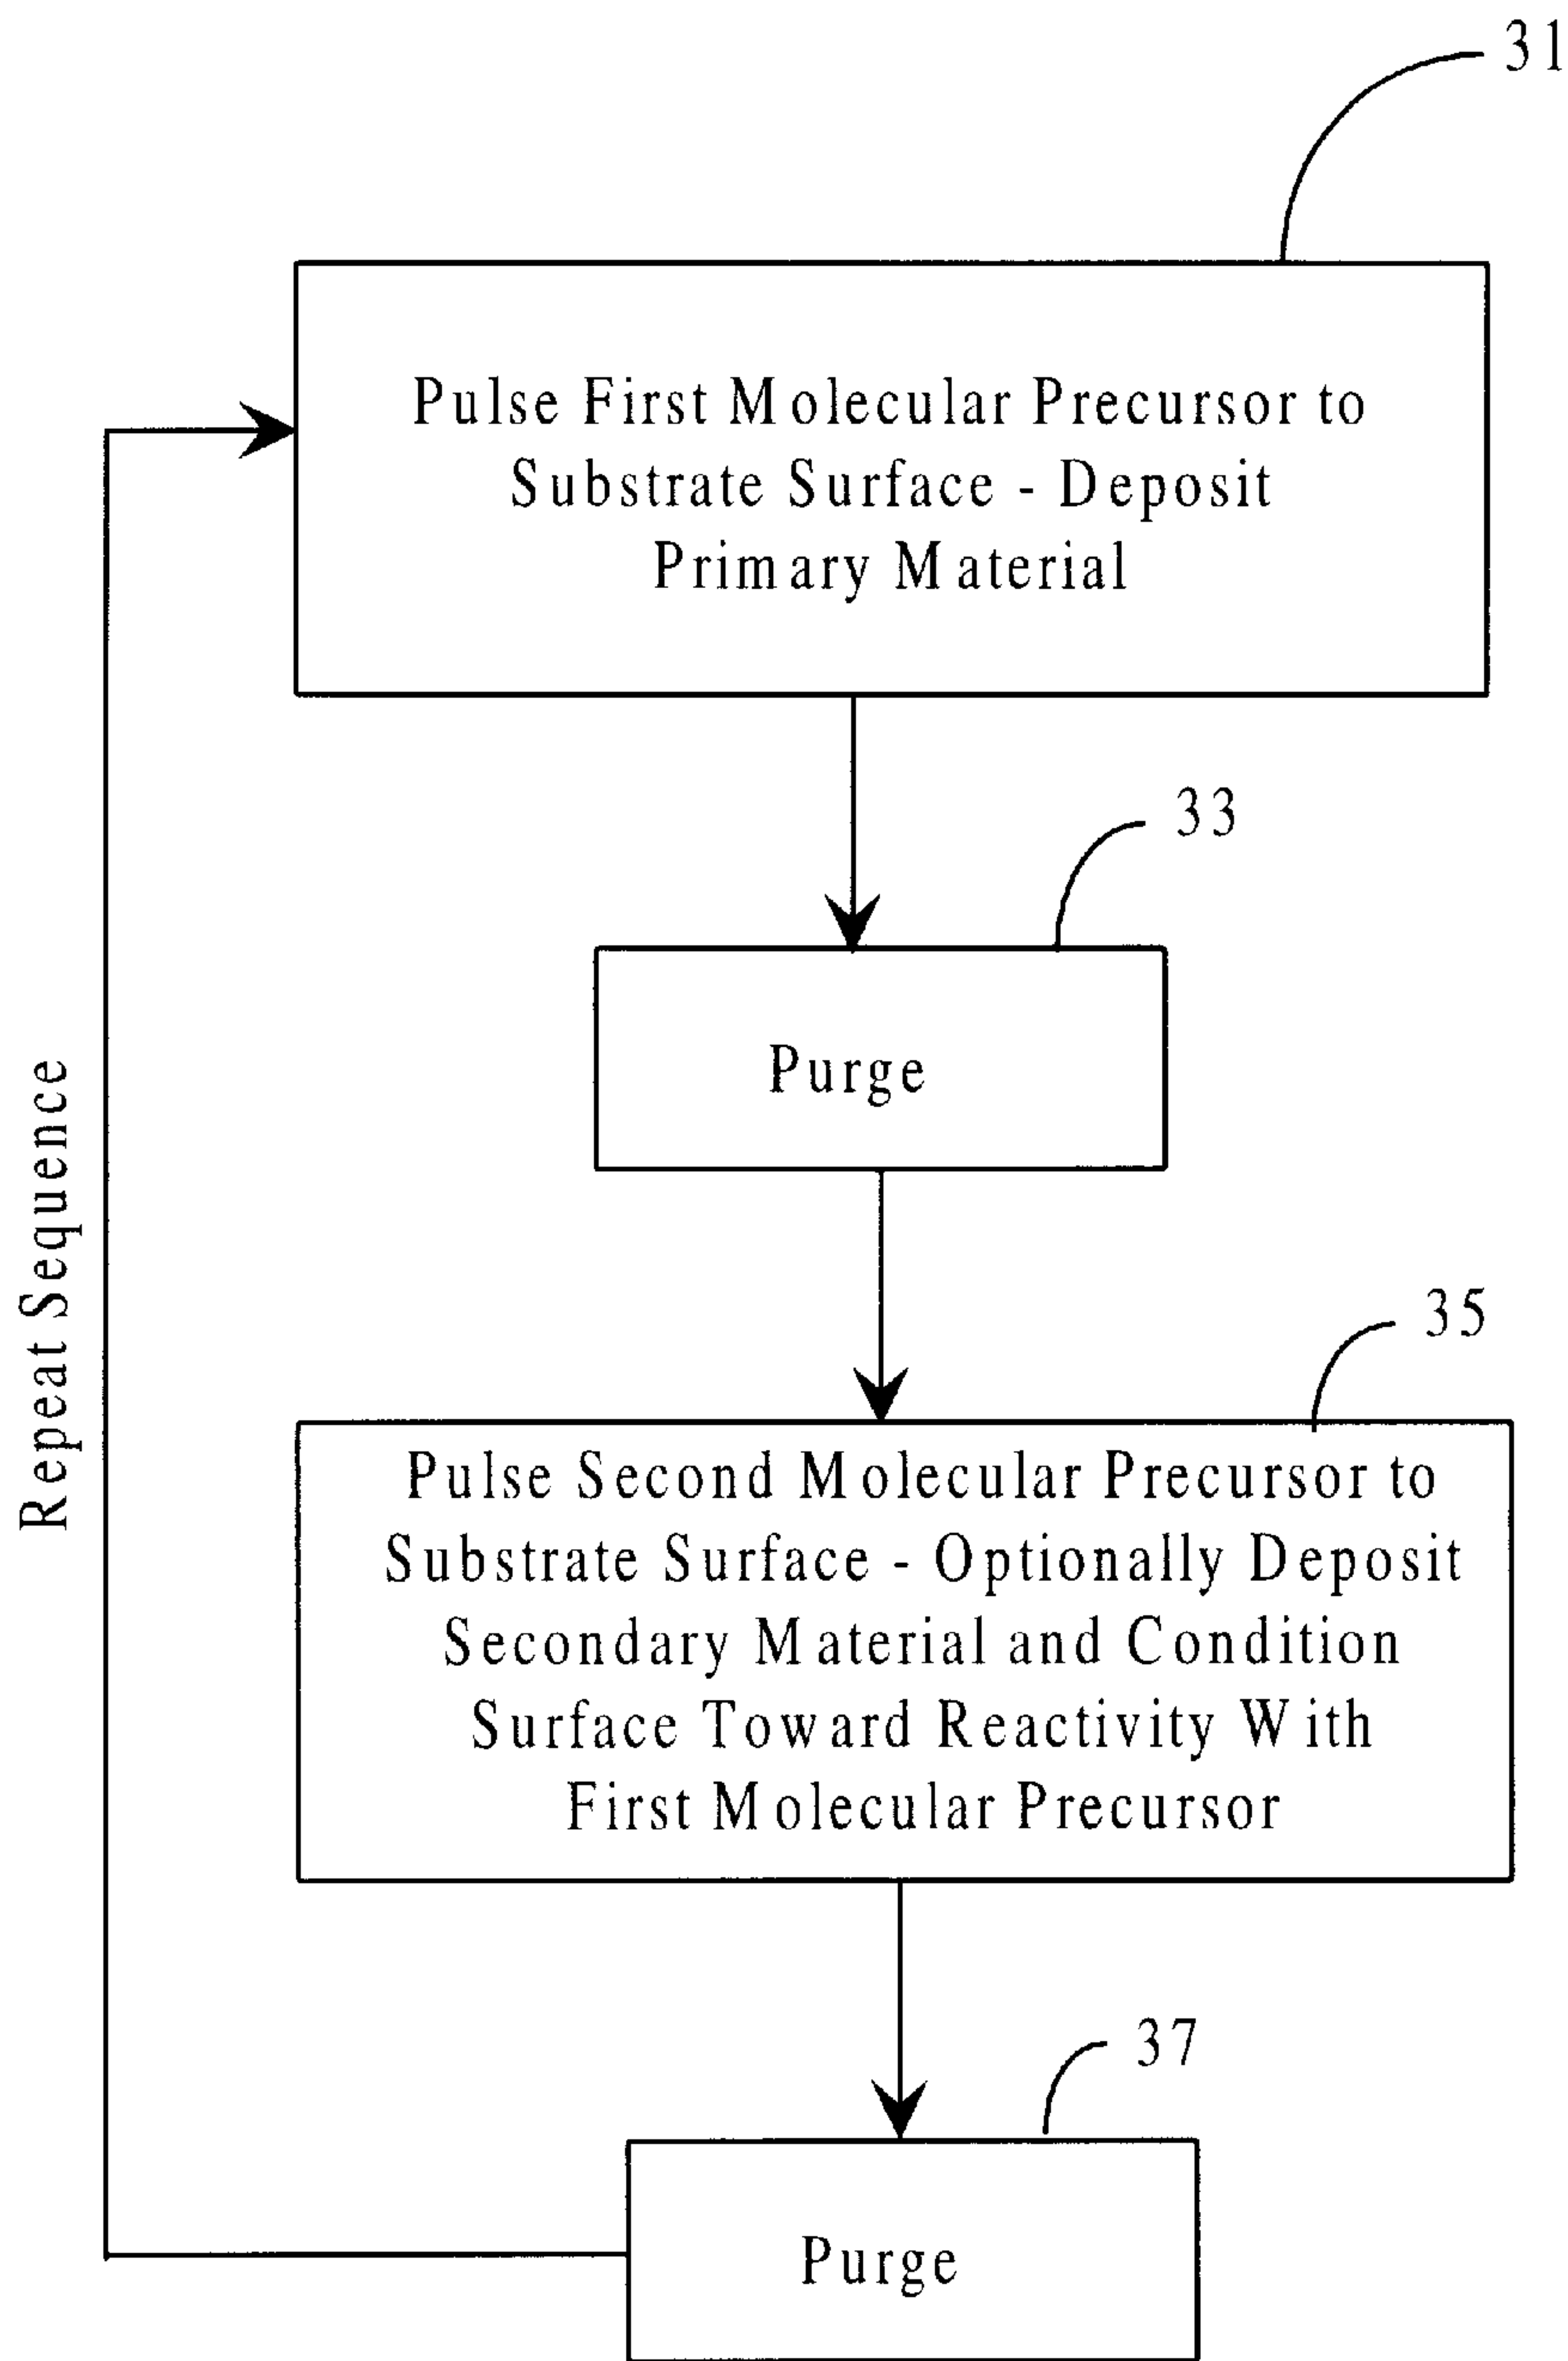 31
Pulse First Molecular Precursor to
Substrate Surface - Deposit
Primary Material
33
Purge
Repeat Sequence
35
Pulse Second Molecular Precursor to
Substrate Surface - Optionally Deposit
Secondary Material and Condition
Surface Toward Reactivity With
First Molecular Precursor
37
Purge